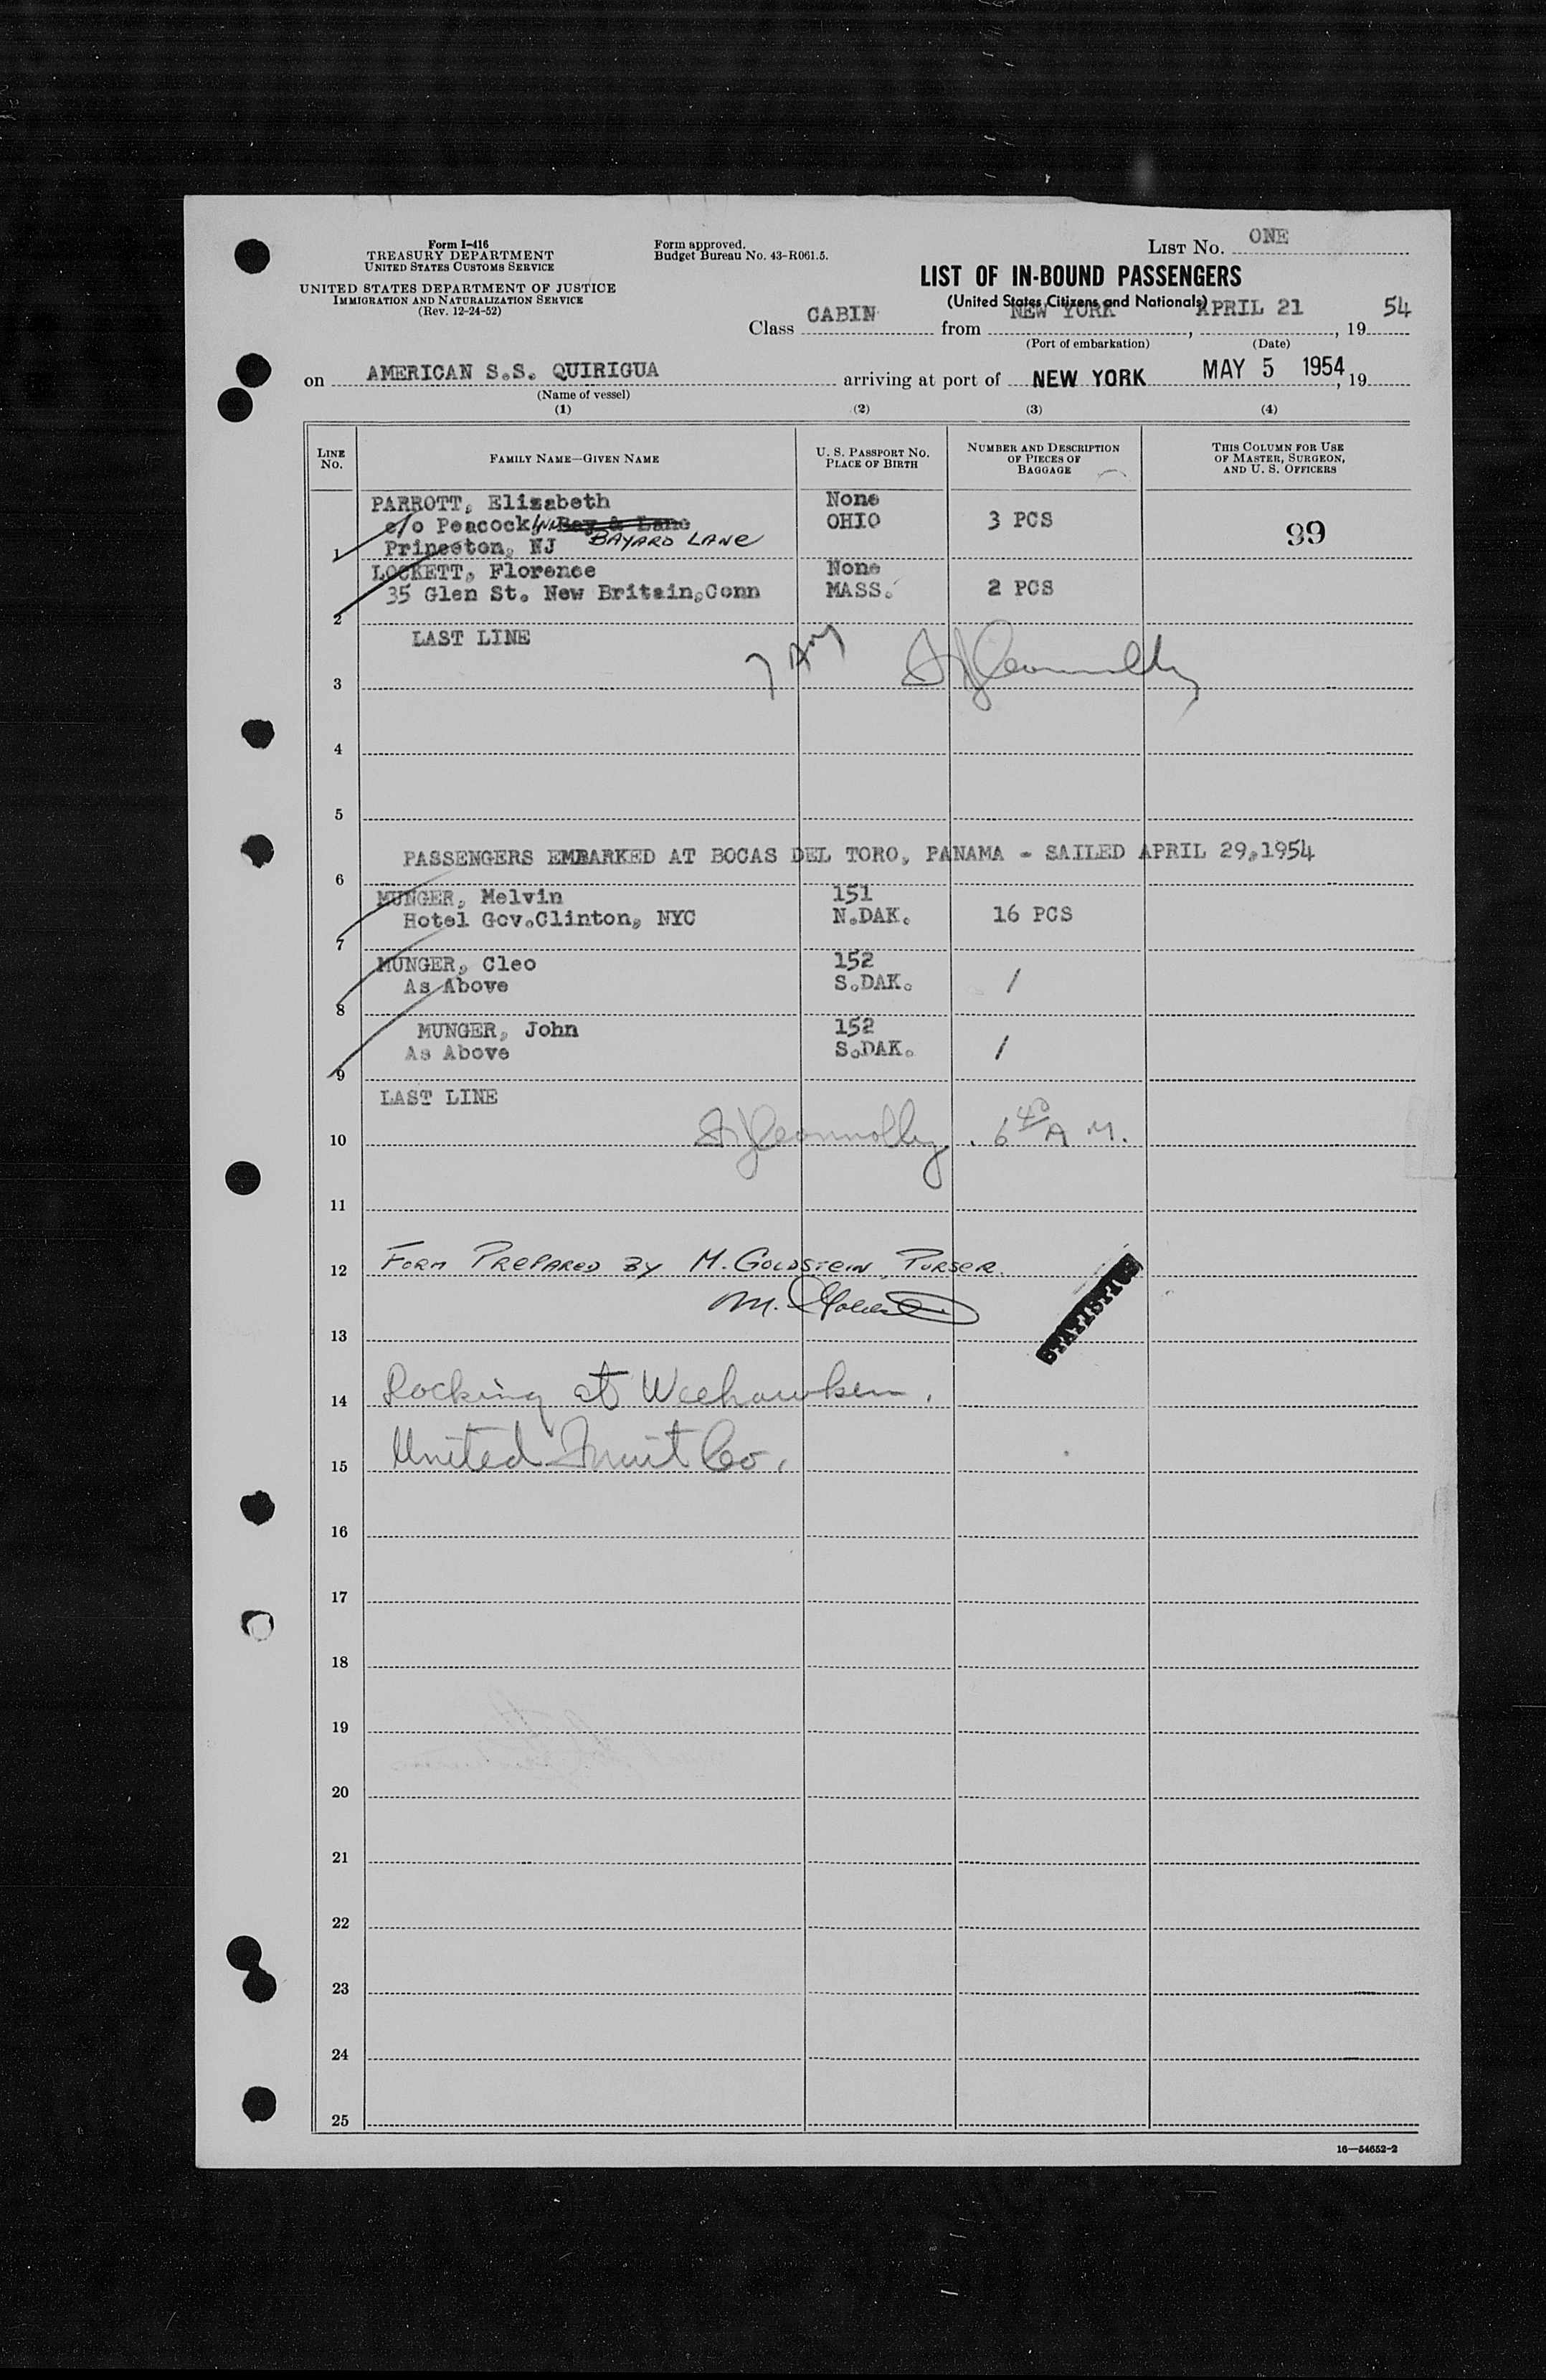 Form I-416
TREASURY DEPARTMENT
UNITED STATES CUSTOMS SERVICE
UNITED STATES DEPARTMENT OF JUSTICE
IMMIGRATION AND NATURALIZATION SERVICE
(Rev. 12-24-52)
Form approved.
Budget Bureau No. 43-R061.5.
LIST NO. ONE
LIST OF IN-BOUND PASSENGERS
(United States Citizens and Nationals)
Class CABIN from NEW YORK, APRIL 21, 19 54
(Port of embarkation) (Date)
on AMERICAN S.S. QUIRIGUA arriving at port of NEW YORK MAY 5 1954, 19
(Name of vessel)
(1) (2) (3) (4)
LINE NO. FAMILY NAME—GIVEN NAME U. S. PASSPORT NO. PLACE OF BIRTH NUMBER AND DESCRIPTION OF PIECES OF BAGGAGE THIS COLUMN FOR USE OF MASTER, SURGEON, AND U. S. OFFICERS
PARROTT, Elizabeth None
c/o Peacock Inn Bay & Lane OHIO 3 PCS 99
1 Princeton, NJ BAYARD LANE
LOCKETT, Florence None
35 Glen St. New Britain,Conn MASS. 2 PCS
2
LAST LINE
3
4
5
PASSENGERS EMBARKED AT BOCAS DEL TORO, PANAMA - SAILED APRIL 29,1954
6
MUNGER, Melvin 151
Hotel Gov.Clinton, NYC N.DAK. 16 PCS
7
MUNGER, Cleo 152
As Above S.DAK. /
8
MUNGER, John 152
As Above S.DAK. /
9
LAST LINE
10 6 40 A M.
11
12 FORM PREPARED BY M. GOLDSTEIN, PURSER.
M. Goldstein
13
STATISTICS
14 Docking at Weehawken.
15 United Fruit Co.
16
17
18
19
20
21
22
23
24
25
16—54652-2